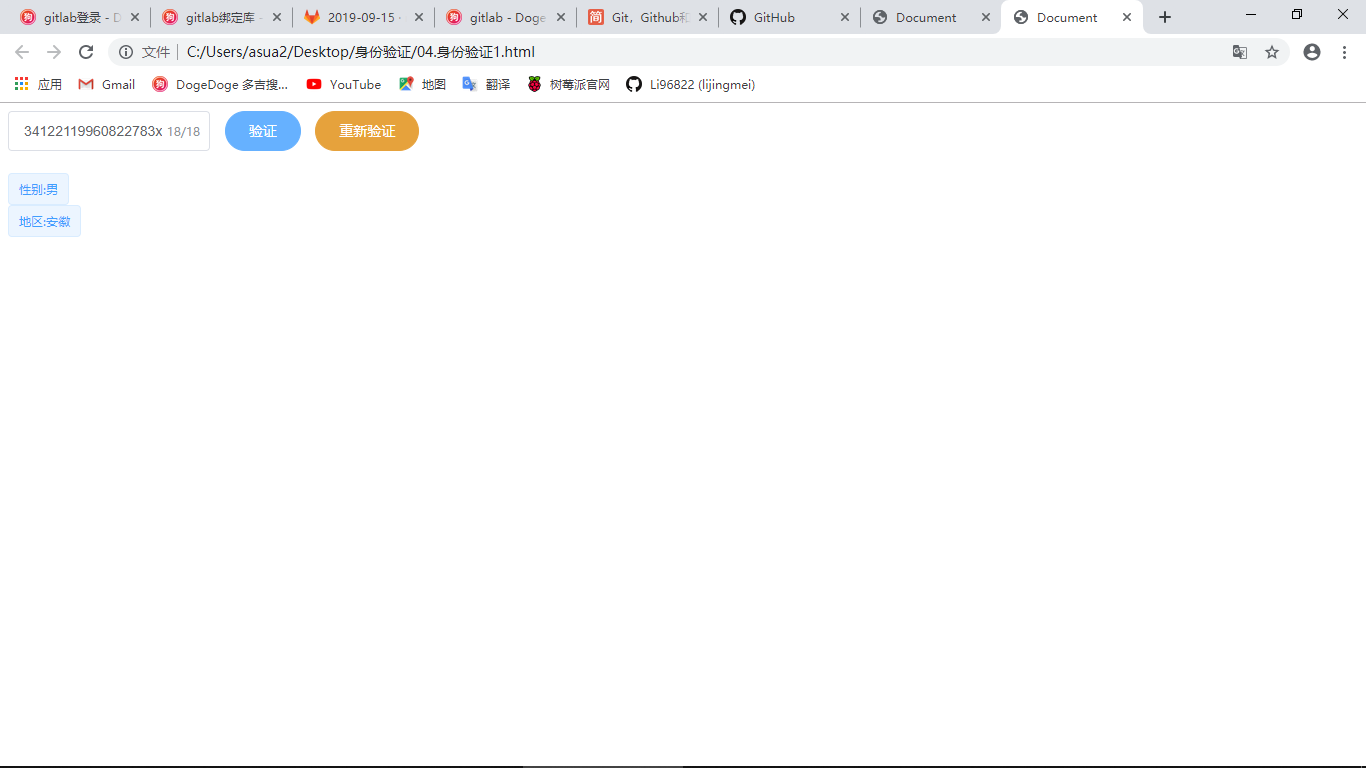 gitlab登录 - D
gitlab绑定库 -
2019-09-15 ·
gitlab - Doge
Git，Github和
GitHub
Document
Document
文件
C:/Users/asua2/Desktop/身份验证/04.身份验证1.html
应用
Gmail
DogeDoge 多吉搜...
YouTube
地图
翻译
树莓派官网
Li96822 (lijingmei)
34122119960822783x 18/18
验证
重新验证
性别:男
地区:安徽